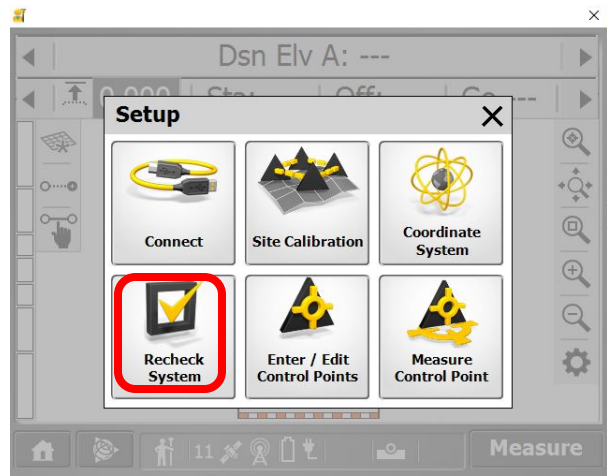 Dsn Elv A: ---
Setup
Connect
Site Calibration
Coordinate
System
Recheck
System
Enter / Edit
Control Points
Measure
Control Point
11
Measure